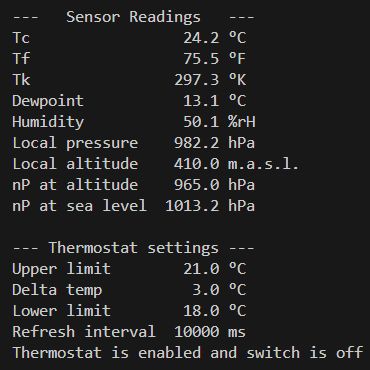 ---   Sensor Readings   ---
Tc                  24.2 ºC
Tf                  75.5 ºF
Tk                 297.3 ºK
Dewpoint            13.1 ºC
Humidity            50.1 %rH
Local pressure     982.2 hPa
Local altitude     410.0 m.a.s.l.
nP at altitude     965.0 hPa
nP at sea level   1013.2 hPa

--- Thermostat settings ---
Upper limit         21.0 ºC
Delta temp           3.0 ºC
Lower limit         18.0 ºC
Refresh interval   10000 ms
Thermostat is enabled and switch is off